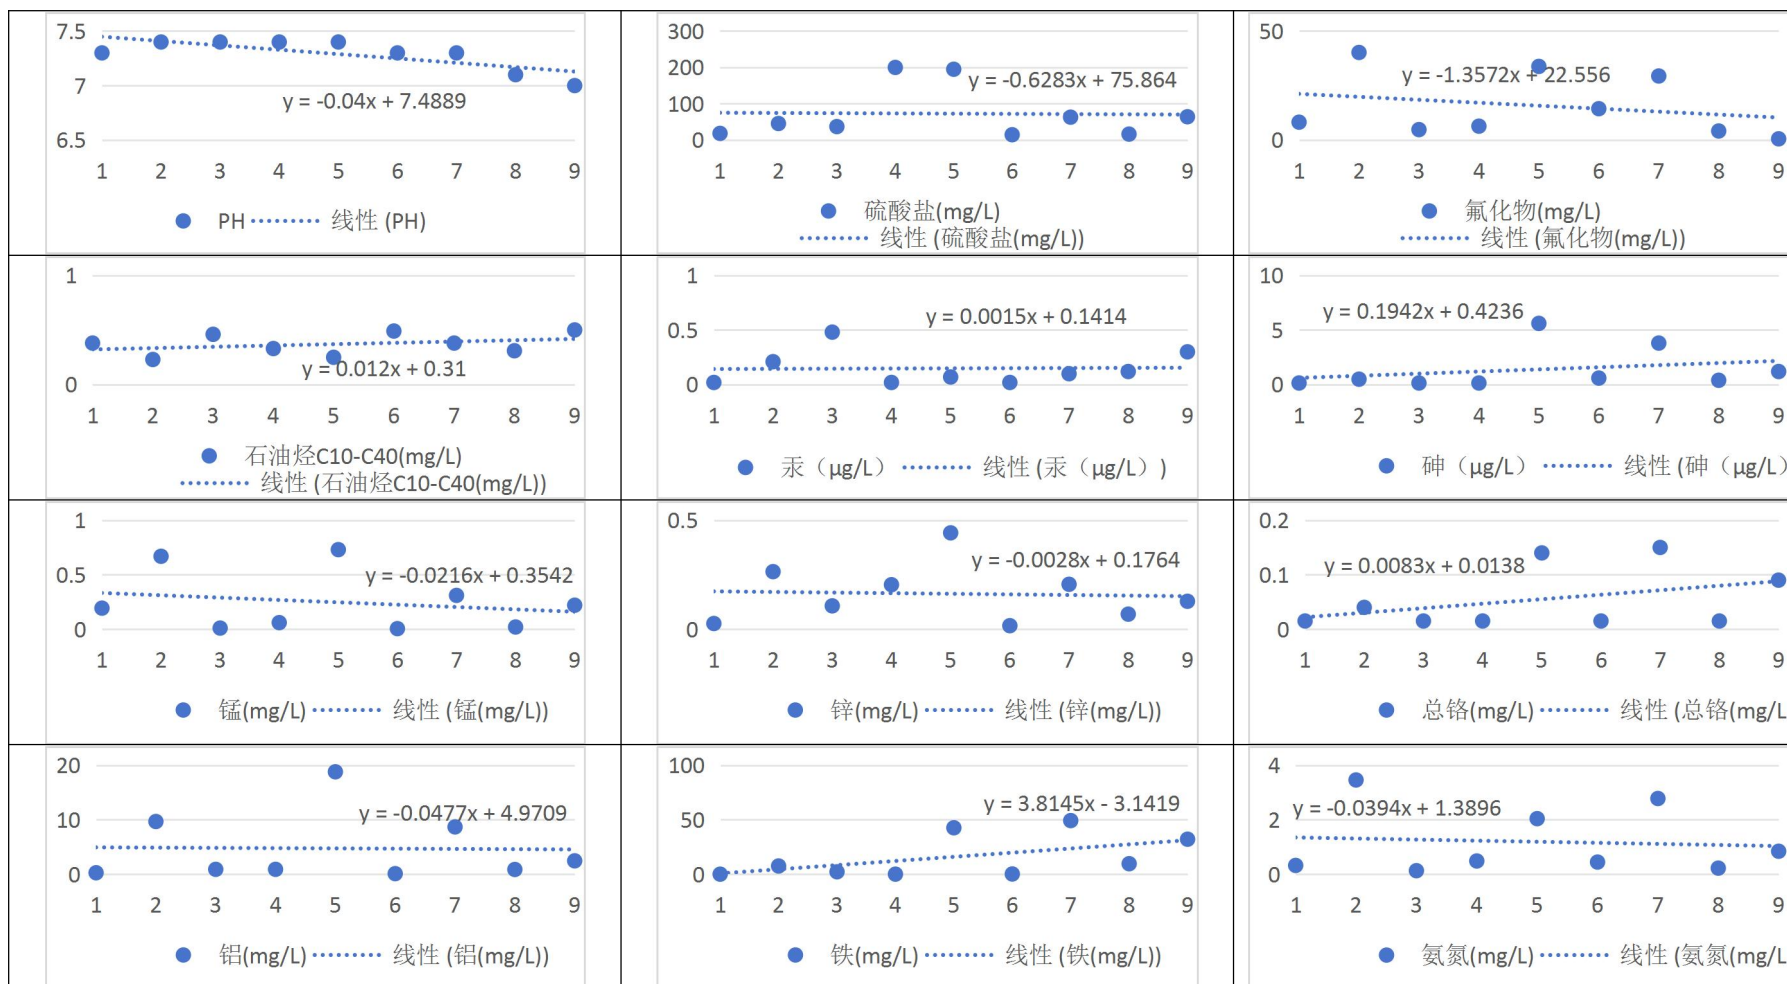 7.5
7
6.5
y = -0.04x + 7.4889
1 2 3 4 5 6 7 8 9
PH 线性 (PH)
300
200
100
0
y = -0.6283x + 75.864
1 2 3 4 5 6 7 8 9
硫酸盐(mg/L)
线性 (硫酸盐(mg/L))
50
0
y = -1.3572x + 22.556
1 2 3 4 5 6 7 8 9
氟化物(mg/L)
线性 (氟化物(mg/L))
1
0
y = 0.012x + 0.31
1 2 3 4 5 6 7 8 9
石油烃C10-C40(mg/L)
线性 (石油烃C10-C40(mg/L))
1
0.5
0
y = 0.0015x + 0.1414
1 2 3 4 5 6 7 8 9
汞（μg/L） 线性 (汞（μg/L）)
10
5
0
y = 0.1942x + 0.4236
1 2 3 4 5 6 7 8 9
砷（μg/L） 线性 (砷（μg/L）
1
0.5
0
y = -0.0216x + 0.3542
1 2 3 4 5 6 7 8 9
锰(mg/L) 线性 (锰(mg/L))
0.5
0
y = -0.0028x + 0.1764
1 2 3 4 5 6 7 8 9
锌(mg/L) 线性 (锌(mg/L))
0.2
0.1
0
y = 0.0083x + 0.0138
1 2 3 4 5 6 7 8 9
总铬(mg/L) 线性 (总铬(mg/L
20
10
0
y = -0.0477x + 4.9709
1 2 3 4 5 6 7 8 9
铝(mg/L) 线性 (铝(mg/L))
100
50
0
y = 3.8145x - 3.1419
1 2 3 4 5 6 7 8 9
铁(mg/L) 线性 (铁(mg/L))
4
2
0
y = -0.0394x + 1.3896
1 2 3 4 5 6 7 8 9
氨氮(mg/L) 线性 (氨氮(mg/L